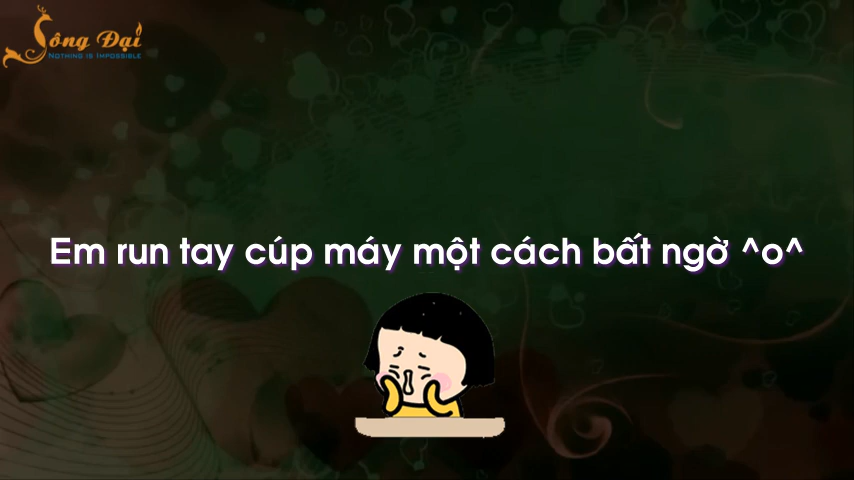 Sông Đại
NOTHING IS IMPOSSIBLE
Em run tay cúp máy một cách bất ngờ ^o^